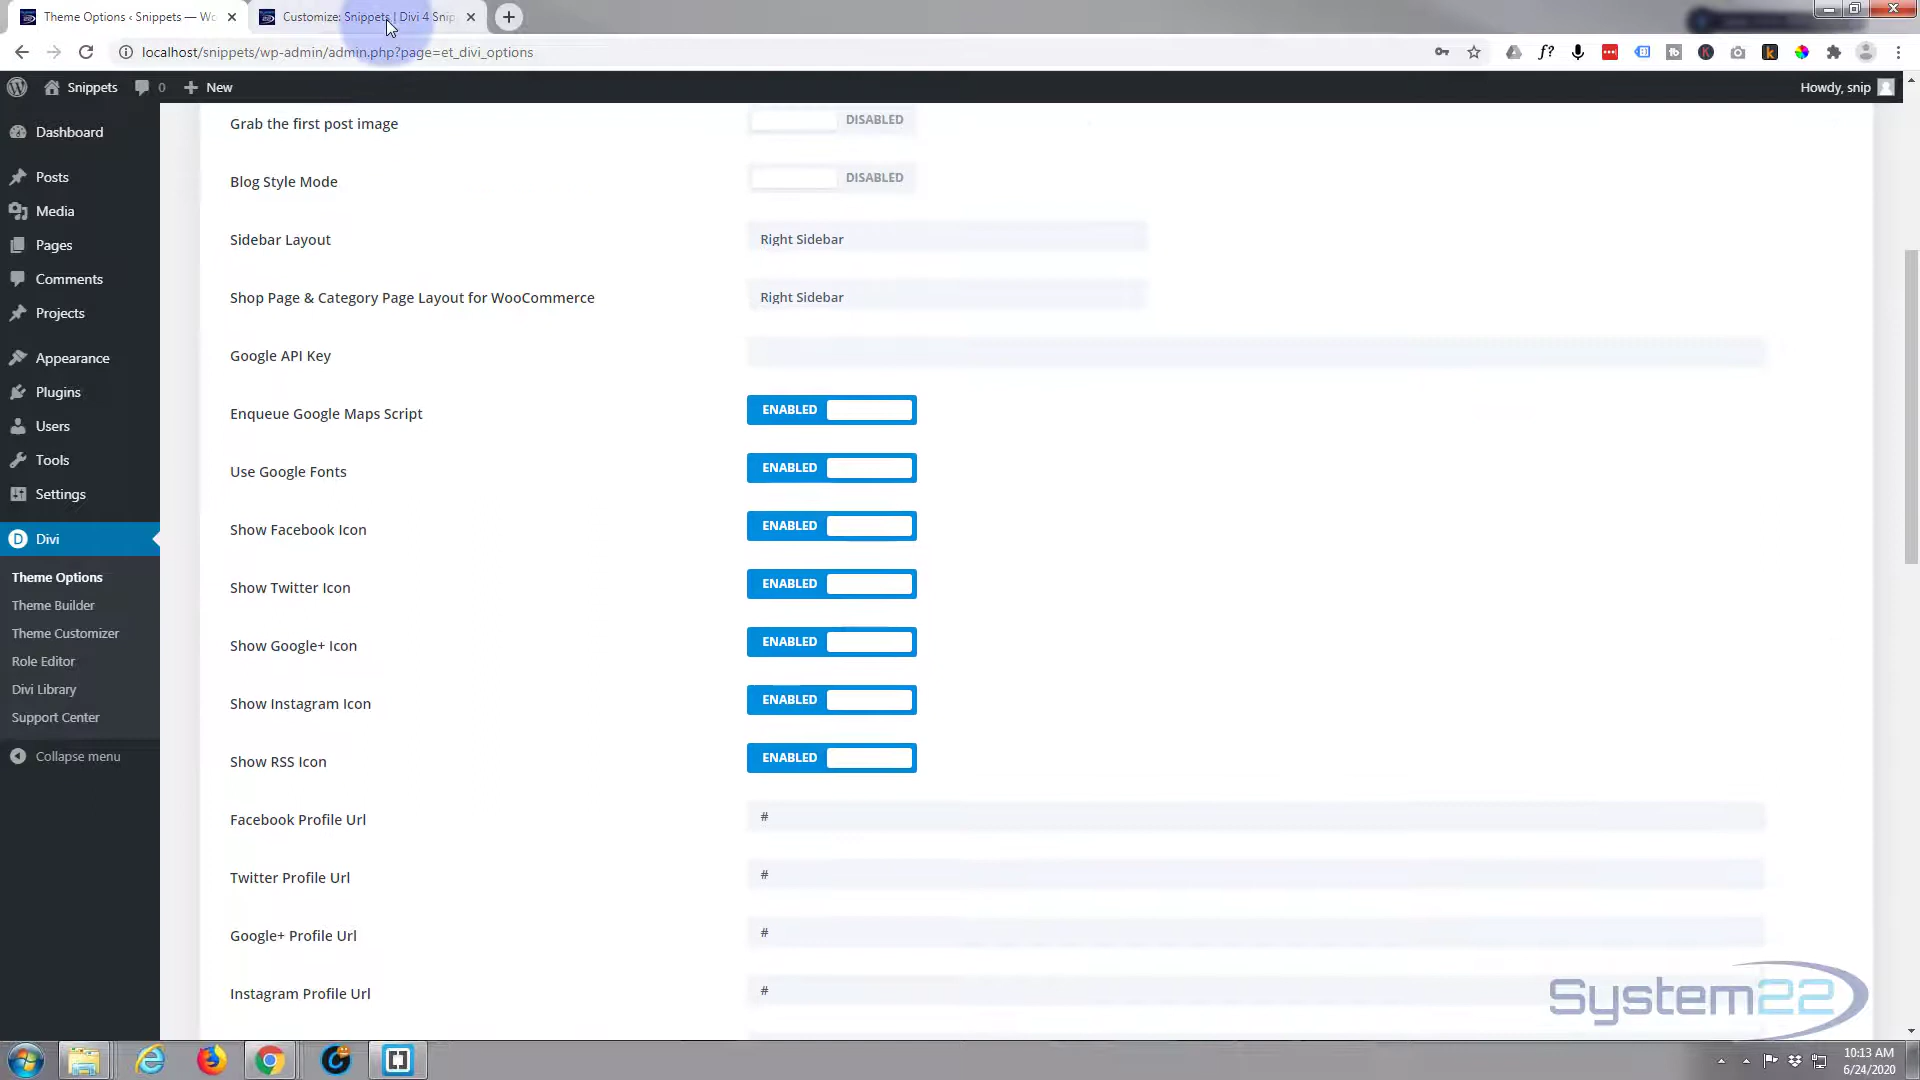 Theme Options ‹ Snippets — Wo
Customize: Snippets | Divi 4 Snip
localhost/snippets/wp-admin/admin.php?page=et_divi_options
Snippets
0
New
Howdy, snip
Dashboard
Posts
Media
Pages
Comments
Projects
Appearance
Plugins
Users
Tools
Settings
Divi
Theme Options
Theme Builder
Theme Customizer
Role Editor
Divi Library
Support Center
Collapse menu
Grab the first post image
DISABLED
Blog Style Mode
DISABLED
Sidebar Layout
Right Sidebar
Shop Page & Category Page Layout for WooCommerce
Right Sidebar
Google API Key
Enqueue Google Maps Script
ENABLED
Use Google Fonts
ENABLED
Show Facebook Icon
ENABLED
Show Twitter Icon
ENABLED
Show Google+ Icon
ENABLED
Show Instagram Icon
ENABLED
Show RSS Icon
ENABLED
Facebook Profile Url
#
Twitter Profile Url
#
Google+ Profile Url
#
Instagram Profile Url
#
System22
10:13 AM
6/24/2020